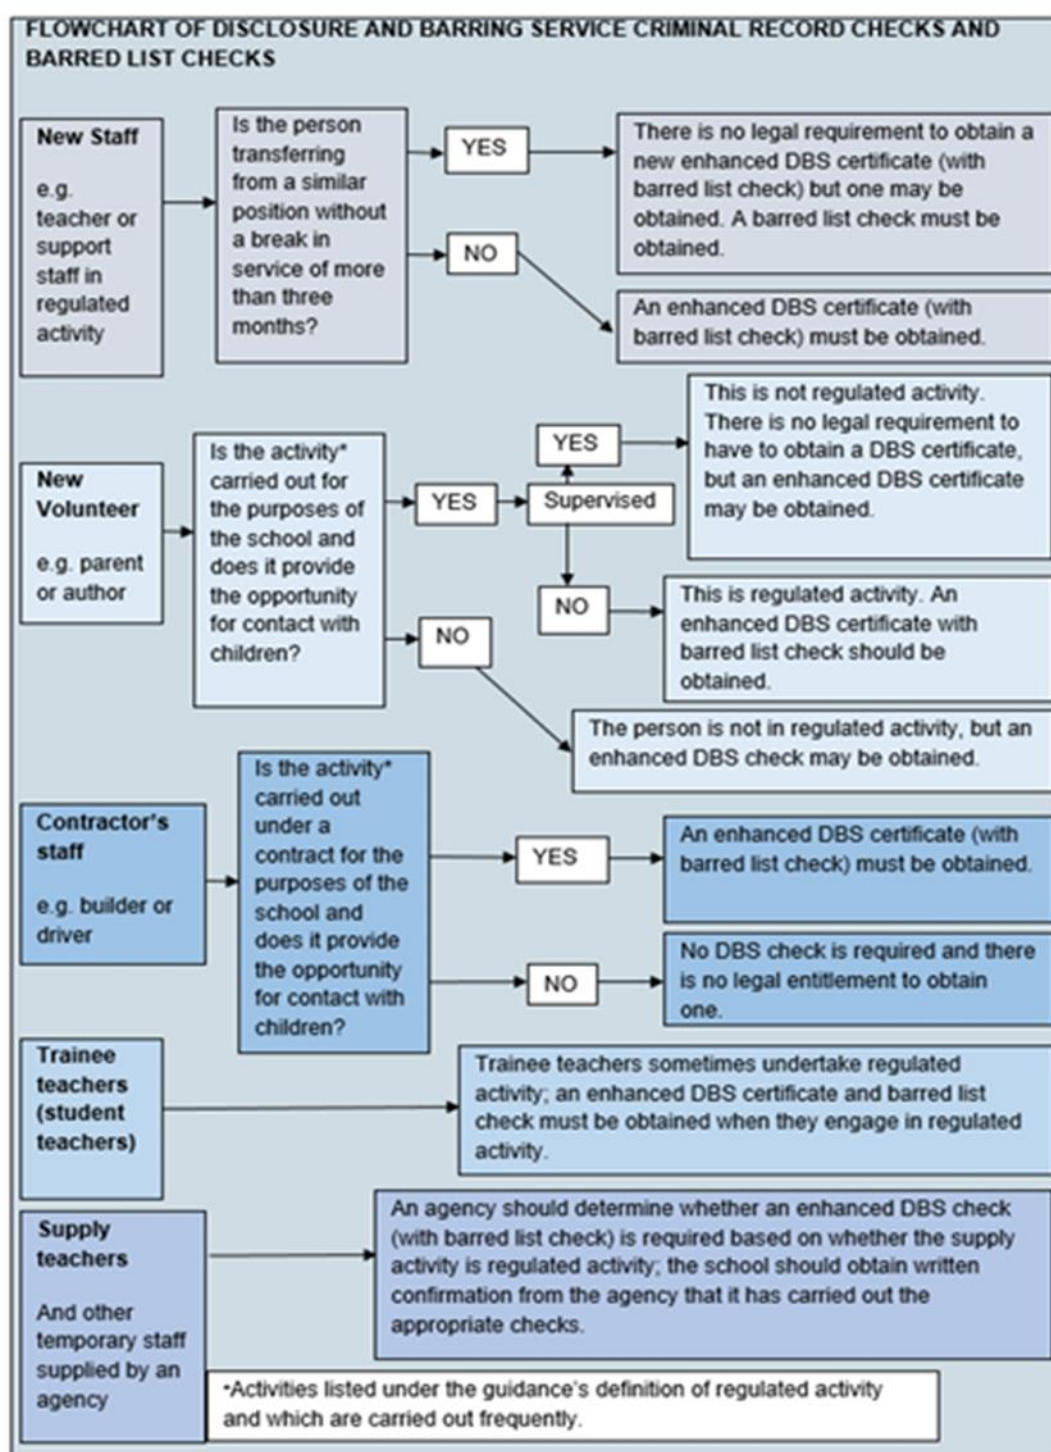 FLOWCHART OF DISCLOSURE AND BARRING SERVICE CRIMINAL RECORD CHECKS AND
BARRED LIST CHECKS
New Staff
e.g.
teacher or
support
staff in
regulated
activity
Is the person
transferring
from a similar
position without
a break in
service of more
than three
months?
YES
There is no legal requirement to obtain a
new enhanced DBS certificate (with
barred list check) but one may be
obtained. A barred list check must be
obtained.
NO
An enhanced DBS certificate (with
barred list check) must be obtained.
New
Volunteer
e.g. parent
or author
Is the activity*
carried out for
the purposes of
the school and
does it provide
the opportunity
for contact with
children?
YES
Supervised
YES
This is not regulated activity.
There is no legal requirement to
have to obtain a DBS certificate,
but an enhanced DBS certificate
may be obtained.
NO
This is regulated activity. An
enhanced DBS certificate with
barred list check should be
obtained.
NO
The person is not in regulated activity, but an
enhanced DBS check may be obtained.
Contractor's
staff
e.g. builder or
driver
Is the activity*
carried out
under a
contract for the
purposes of the
school and
does it provide
the opportunity
for contact with
children?
YES
An enhanced DBS certificate (with
barred list check) must be obtained.
NO
No DBS check is required and there
is no legal entitlement to obtain
one.
Trainee
teachers
(student
teachers)
Trainee teachers sometimes undertake regulated
activity; an enhanced DBS certificate and barred list
check must be obtained when they engage in regulated
activity.
Supply
teachers
And other
temporary staff
supplied by an
agency
An agency should determine whether an enhanced DBS check
(with barred list check) is required based on whether the supply
activity is regulated activity; the school should obtain written
confirmation from the agency that it has carried out the
appropriate checks.
*Activities listed under the guidance's definition of regulated activity
and which are carried out frequently.